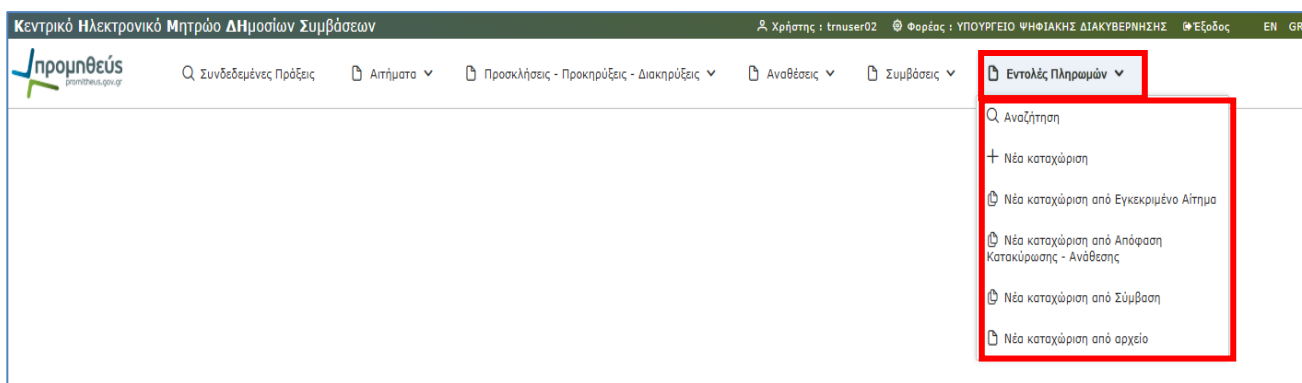 Κεντρικό Ηλεκτρονικό Μητρώο ΔΗμοσίων Συμβάσεων
Χρήστης : trnuser02 Φορέας : ΥΠΟΥΡΓΕΙΟ ΨΗΦΙΑΚΗΣ ΔΙΑΚΥΒΕΡΝΗΣΗΣ Έξοδος EN GR
προμηθεύς
promitheus.gov.gr
Συνδεδεμένες Πράξεις Αιτήματα Προσκλήσεις - Προκηρύξεις - Διακηρύξεις Αναθέσεις Συμβάσεις Εντολές Πληρωμών
Αναζήτηση
Νέα καταχώριση
Νέα καταχώριση από Εγκεκριμένο Αίτημα
Νέα καταχώριση από Απόφαση
Κατακύρωσης - Ανάθεσης
Νέα καταχώριση από Σύμβαση
Νέα καταχώριση από αρχείο